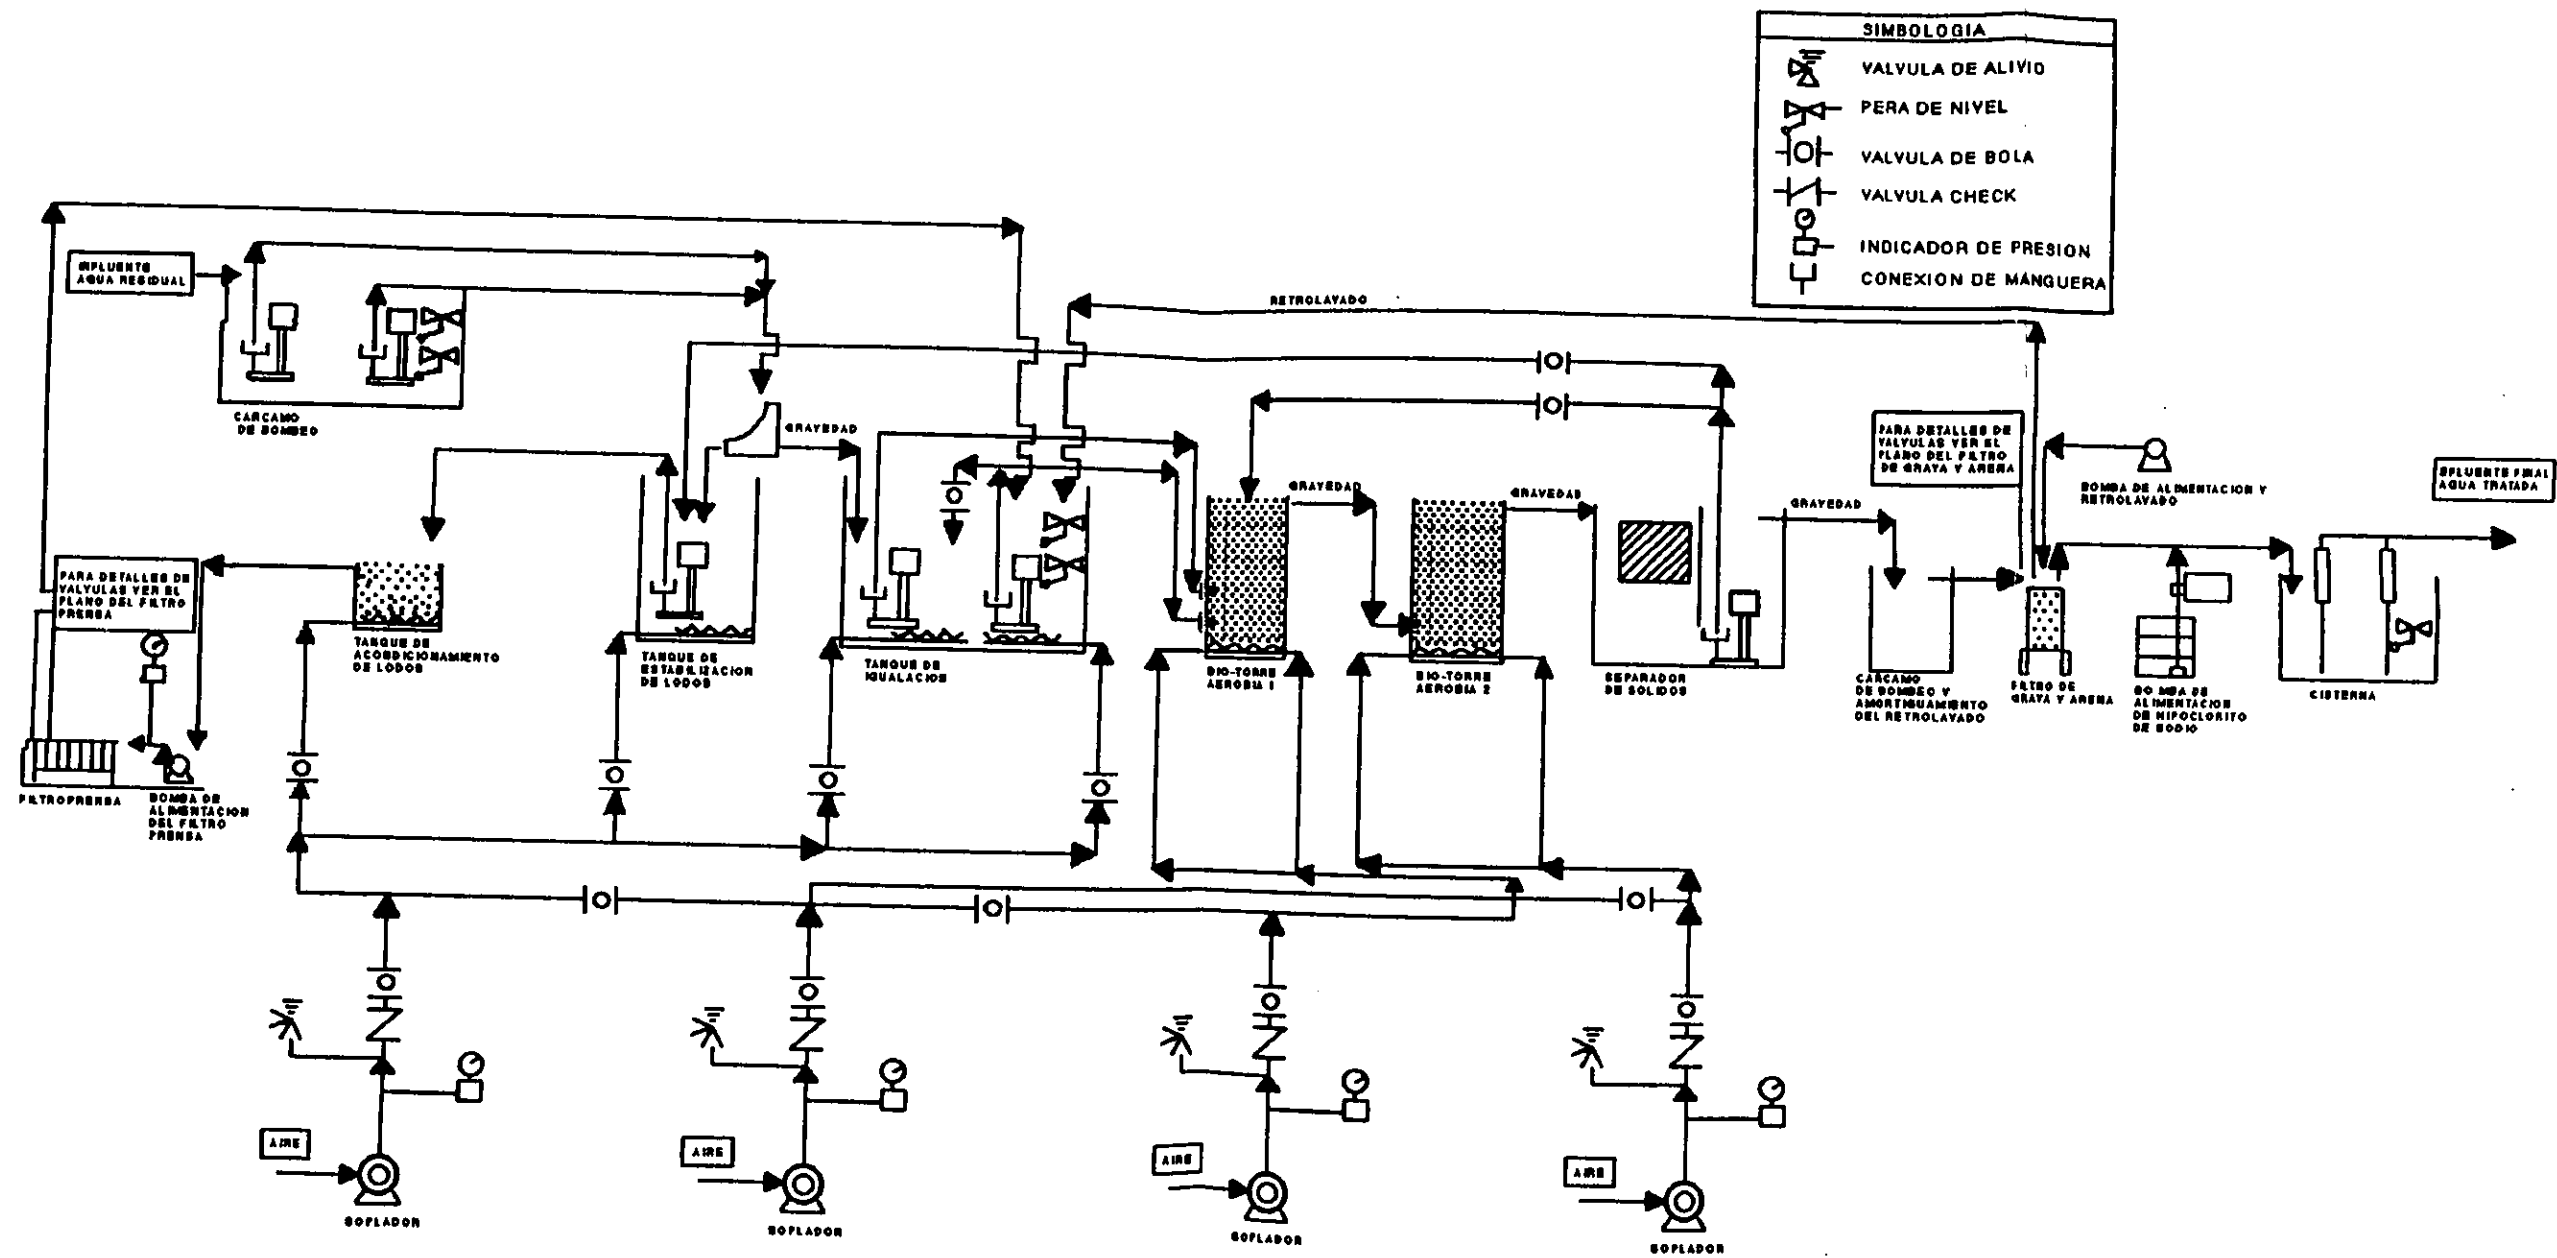 SIMBOLOGIA
VALVULA DE ALIVIO
PERA DE NIVEL
VALVULA DE BOLA
VALVULA CHECK
INDICADOR DE PRESION
CONEXION DE MANGUERA
INFLUENTE
AGUA RESIDUAL
RETROLAVADO
CARCAMO
DE BOMBEO
GRAVEDAD
PARA DETALLES DE
VALVULAS VER EL
PLANO DEL FILTRO
DE GRAVA Y ARENA
BOMBA DE ALIMENTACION Y
RETROLAVADO
EFLUENTE FINAL
AGUA TRATADA
GRAVEDAD
GRAVEDAD
GRAVEDAD
PARA DETALLES DE
VALVULAS VER EL
PLANO DEL FILTRO
PRENSA
TANQUE DE
ACONDICIONAMIENTO
DE LODOS
TANQUE DE
ESTABILIZACION
DE LODOS
TANQUE DE
IGUALACION
BIO-TORRE
AEROBIA 1
BIO-TORRE
AEROBIA 2
SEPARADOR
DE SOLIDOS
CARCAMO
DE BOMBEO Y
AMORTIGUAMIENTO
DEL RETROLAVADO
FILTRO DE
GRAVA Y ARENA
BOMBA DE
ALIMENTACION
DE HIPOCLORITO
DE SODIO
CISTERNA
FILTROPRENSA
BOMBA DE
ALIMENTACION
DEL FILTRO
PRENSA
AIRE
AIRE
AIRE
AIRE
SOPLADOR
SOPLADOR
SOPLADOR
SOPLADOR